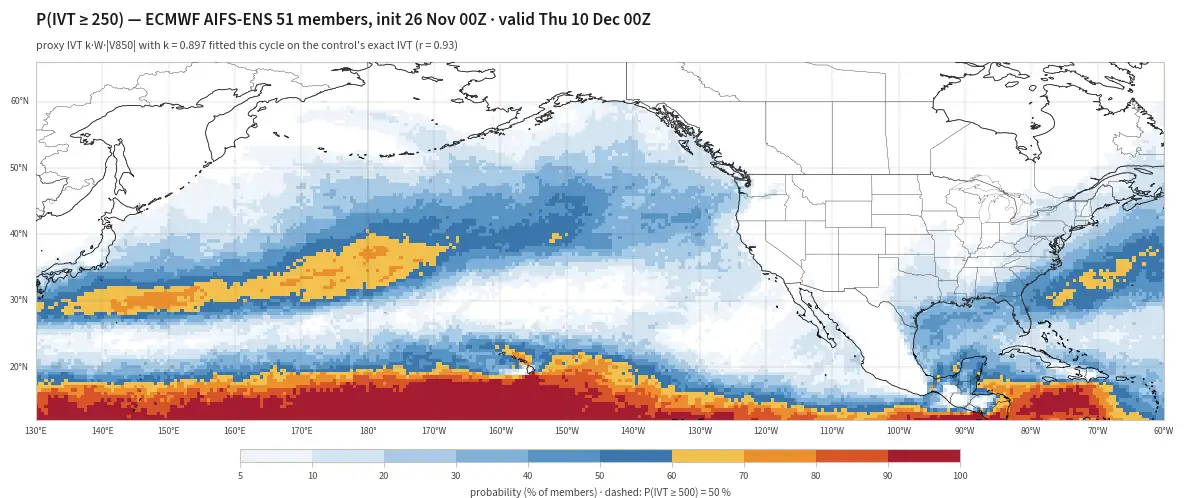 P(IVT ≥ 250) — ECMWF AIFS-ENS 51 members, init 26 Nov 00Z · valid Thu 10 Dec 00Z
proxy IVT k·W·|V850| with k = 0.897 fitted this cycle on the control's exact IVT (r = 0.93)
60°N
50°N
40°N
30°N
20°N
130°E 140°E 150°E 160°E 170°E 180° 170°W 160°W 150°W 140°W 130°W 120°W 110°W 100°W 90°W 80°W 70°W 60°W
5 10 20 30 40 50 60 70 80 90 100
probability (% of members) · dashed: P(IVT ≥ 500) = 50 %